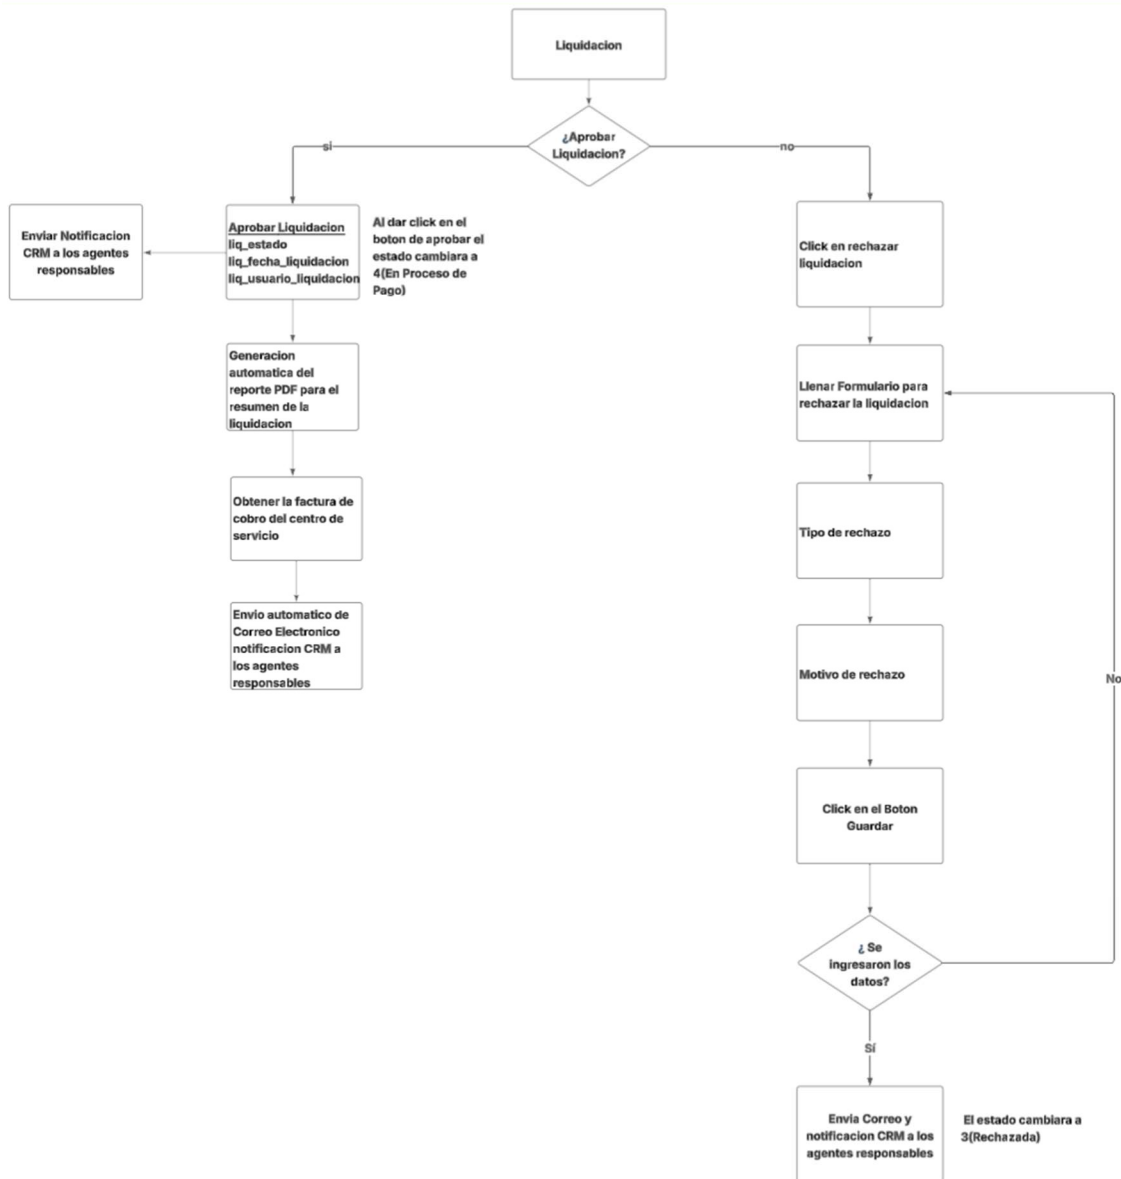 Liquidacion
¿Aprobar
Liquidacion?
sí
no
Enviar Notificacion
CRM a los agentes
responsables
Aprobar Liquidacion
liq_estado
liq_fecha_liquidacion
liq_usuario_liquidacion
Al dar click en el
boton de aprobar el
estado cambiara a
4(En Proceso de
Pago)
Generacion
automatica del
reporte PDF para el
resumen de la
liquidacion
Obtener la factura de
cobro del centro de
servicio
Envio automatico de
Correo Electronico
notificacion CRM a
los agentes
responsables
Click en rechazar
liquidacion
Llenar Formulario para
rechazar la liquidacion
Tipo de rechazo
Motivo de rechazo
No
Click en el Boton
Guardar
¿ Se
ingresaron los
datos?
Sí
Envia Correo y
notificacion CRM a los
agentes responsables
El estado cambiara a
3(Rechazada)